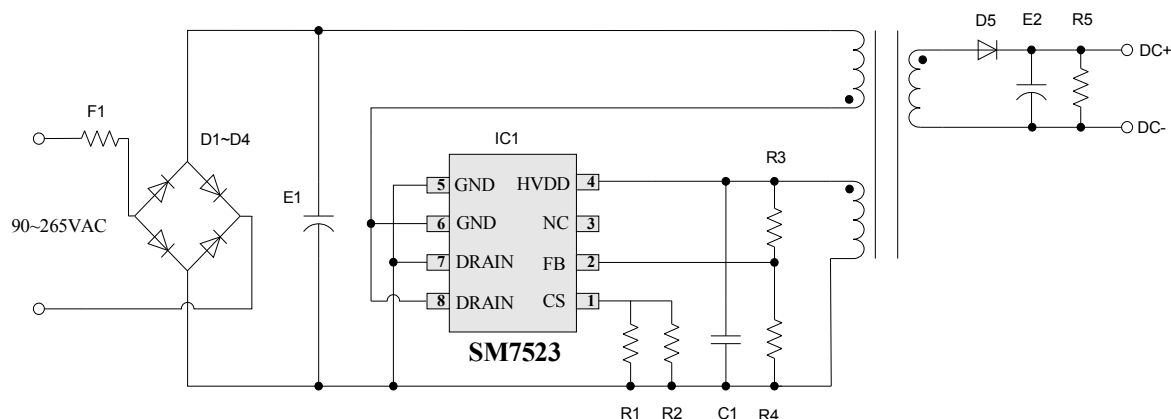 D5 E2 R5
DC+
F1
D1~D4
IC1
R3
DC-
5 GND HVDD 4
E1
6 GND NC 3
90~265VAC
7 DRAIN FB 2
8 DRAIN CS 1
SM7523
R1 R2 C1 R4